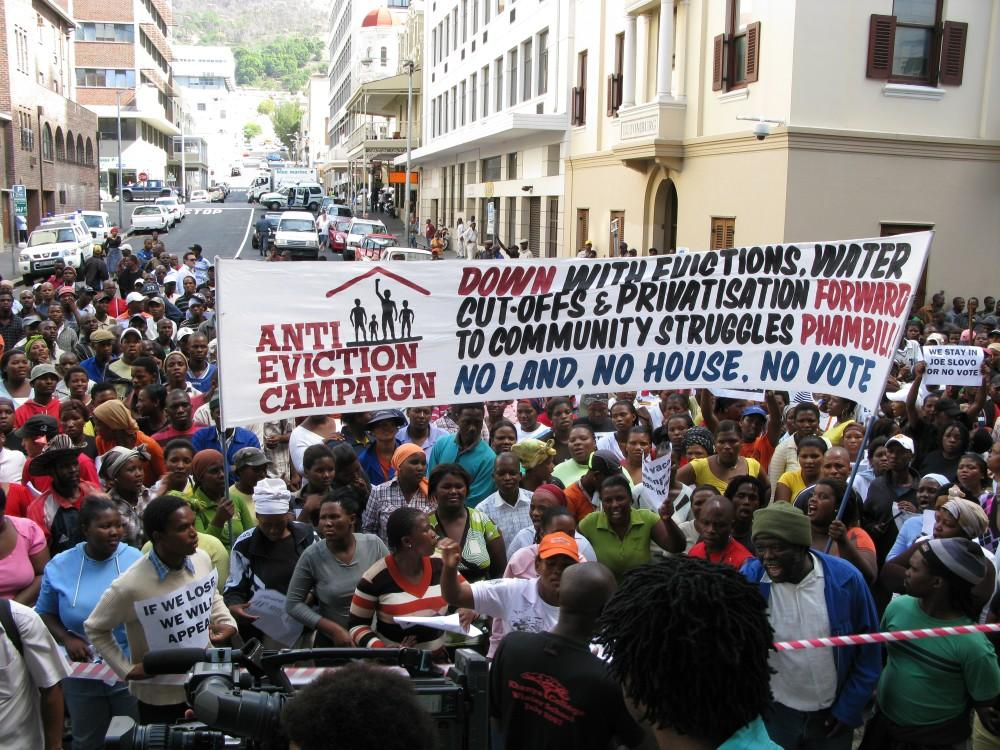 STOP
ANTI
EVICTION
CAMPAIGN
DOWN WITH EVICTIONS, WATER
CUT-OFFS & PRIVATISATION FORWARD
TO COMMUNITY STRUGGLES PHAMBILI
NO LAND, NO HOUSE, NO VOTE
WE STAY IN
JOE SLOVO
OR NO VOTE
IF WE LOSE
WE WILL
APPEAL